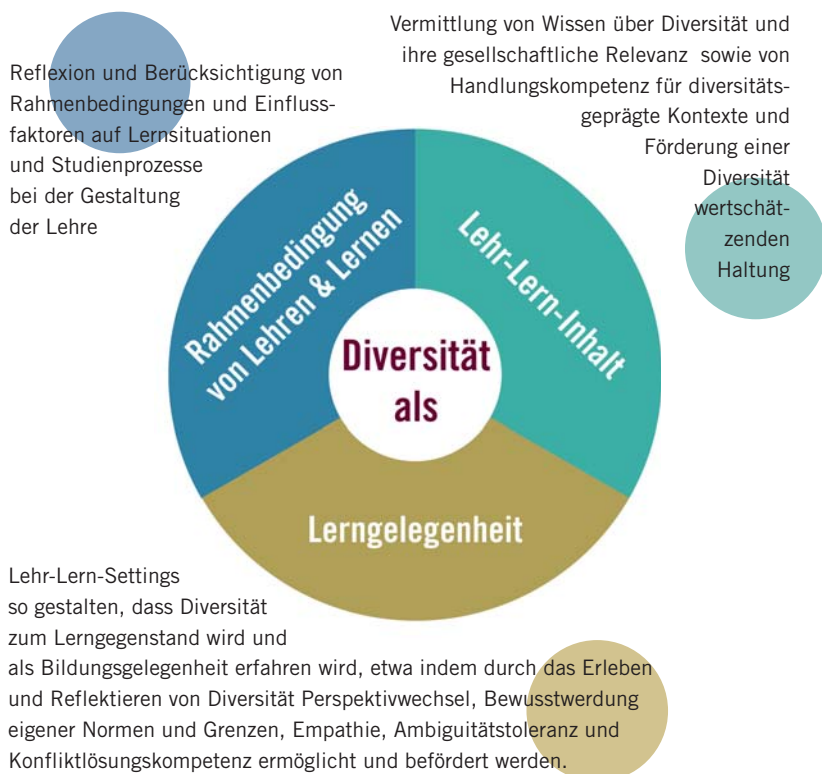 Vermittlung von Wissen über Diversität und
ihre gesellschaftliche Relevanz sowie von
Handlungskompetenz für diversitäts-
geprägte Kontexte und
Förderung einer
Diversität
wertschät-
zenden
Haltung
Reflexion und Berücksichtigung von
Rahmenbedingungen und Einfluss-
faktoren auf Lernsituationen
und Studienprozesse
bei der Gestaltung
der Lehre
Rahmenbedingung
von Lehren & Lernen
Lehr-Lern-Inhalt
Diversität
als
Lerngelegenheit
Lehr-Lern-Settings
so gestalten, dass Diversität
zum Lerngegenstand wird und
als Bildungsgelegenheit erfahren wird, etwa indem durch das Erleben
und Reflektieren von Diversität Perspektivwechsel, Bewusstwerdung
eigener Normen und Grenzen, Empathie, Ambiguitätstoleranz und
Konfliktlösungskompetenz ermöglicht und befördert werden.